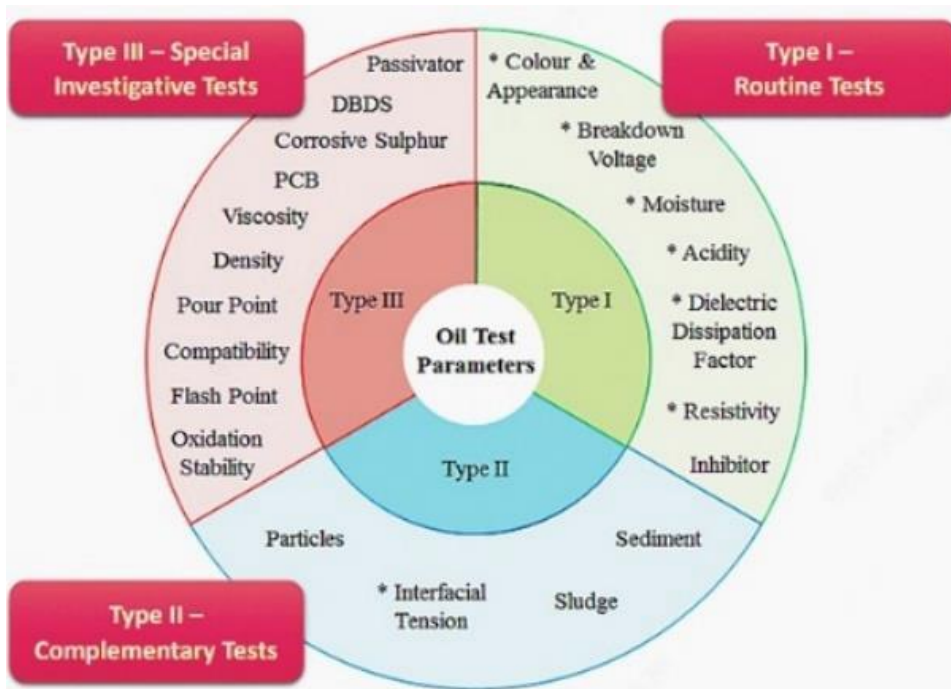 Type III – Special
Investigative Tests
Type I –
Routine Tests
Passivator
DBDS
Corrosive Sulphur
PCB
Viscosity
Density
Pour Point
Compatibility
Flash Point
Oxidation
Stability
* Colour &
Appearance
* Breakdown
Voltage
* Moisture
* Acidity
* Dielectric
Dissipation
Factor
* Resistivity
Inhibitor
Type III
Type I
Oil Test
Parameters
Type II
Particles
* Interfacial
Tension
Sludge
Sediment
Type II –
Complementary Tests